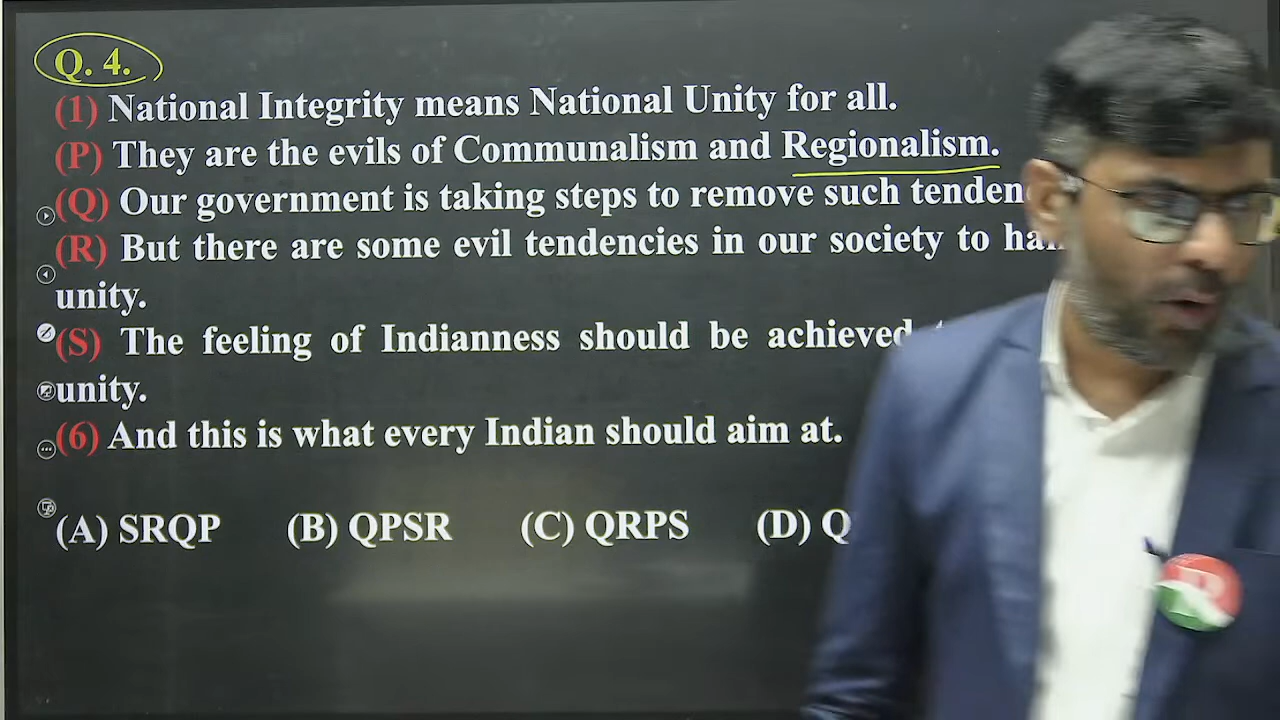 Q. 4.
(1) National Integrity means National Unity for all.
(P) They are the evils of Communalism and Regionalism.
(Q) Our government is taking steps to remove such
(R) But there are some evil tendencies in our society to
unity.
(S) The feeling of Indianness should be achieved
unity.
(6) And this is what every Indian should aim at.
(A) SRQP (B) QPSR (C) QRPS (D)